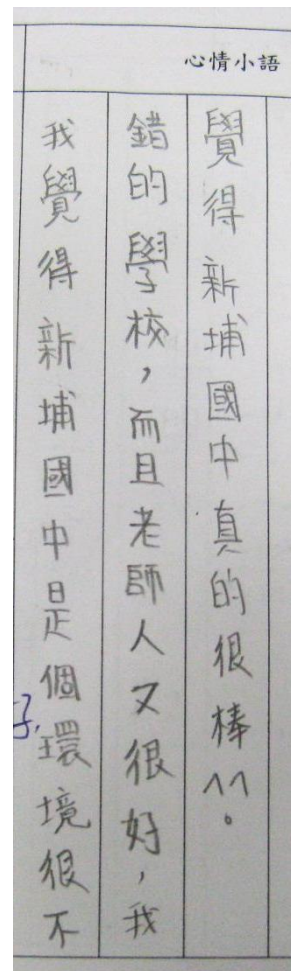 心情小語
我覺得新埔國中是個環境很不
錯的學校，而且老師人又很好，我
覺得新埔國中真的很棒^^。